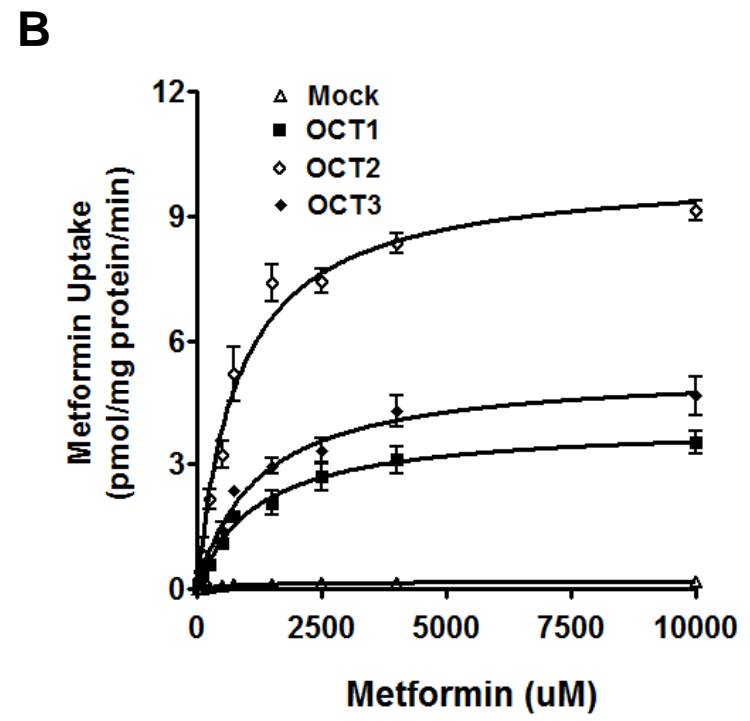 B
Mock
OCT1
OCT2
OCT3
Metformin Uptake
(pmol/mg protein/min)
12
9
6
3
0
0 2500 5000 7500 10000
Metformin (uM)